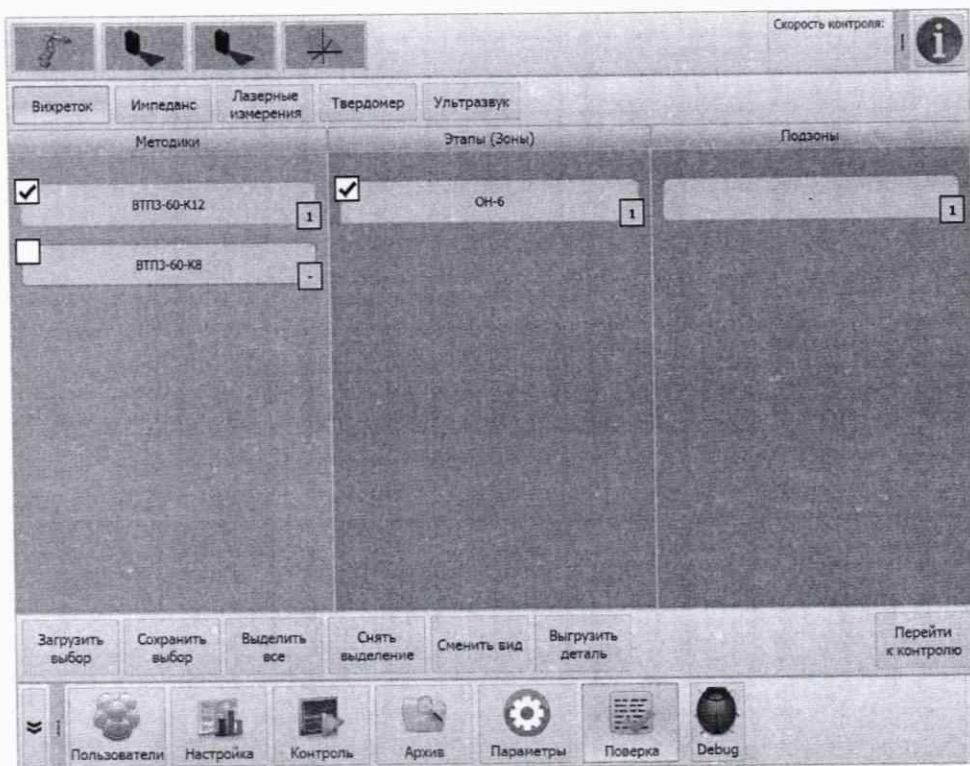 Скорость контроля:
Вихреток
Импеданс
Лазерные
измерения
Твердомер
Ультразвук
Методики
Этапы (Зоны)
Подзоны
ВТП3-60-К12
1
ОН-6
1
-
1
ВТП3-60-К8
-
Загрузить
выбор
Сохранить
выбор
Выделить
все
Снять
выделение
Сменить вид
Выгрузить
деталь
Перейти
к контролю
Пользователи
Настройка
Контроль
Архив
Параметры
Поверка
Debug